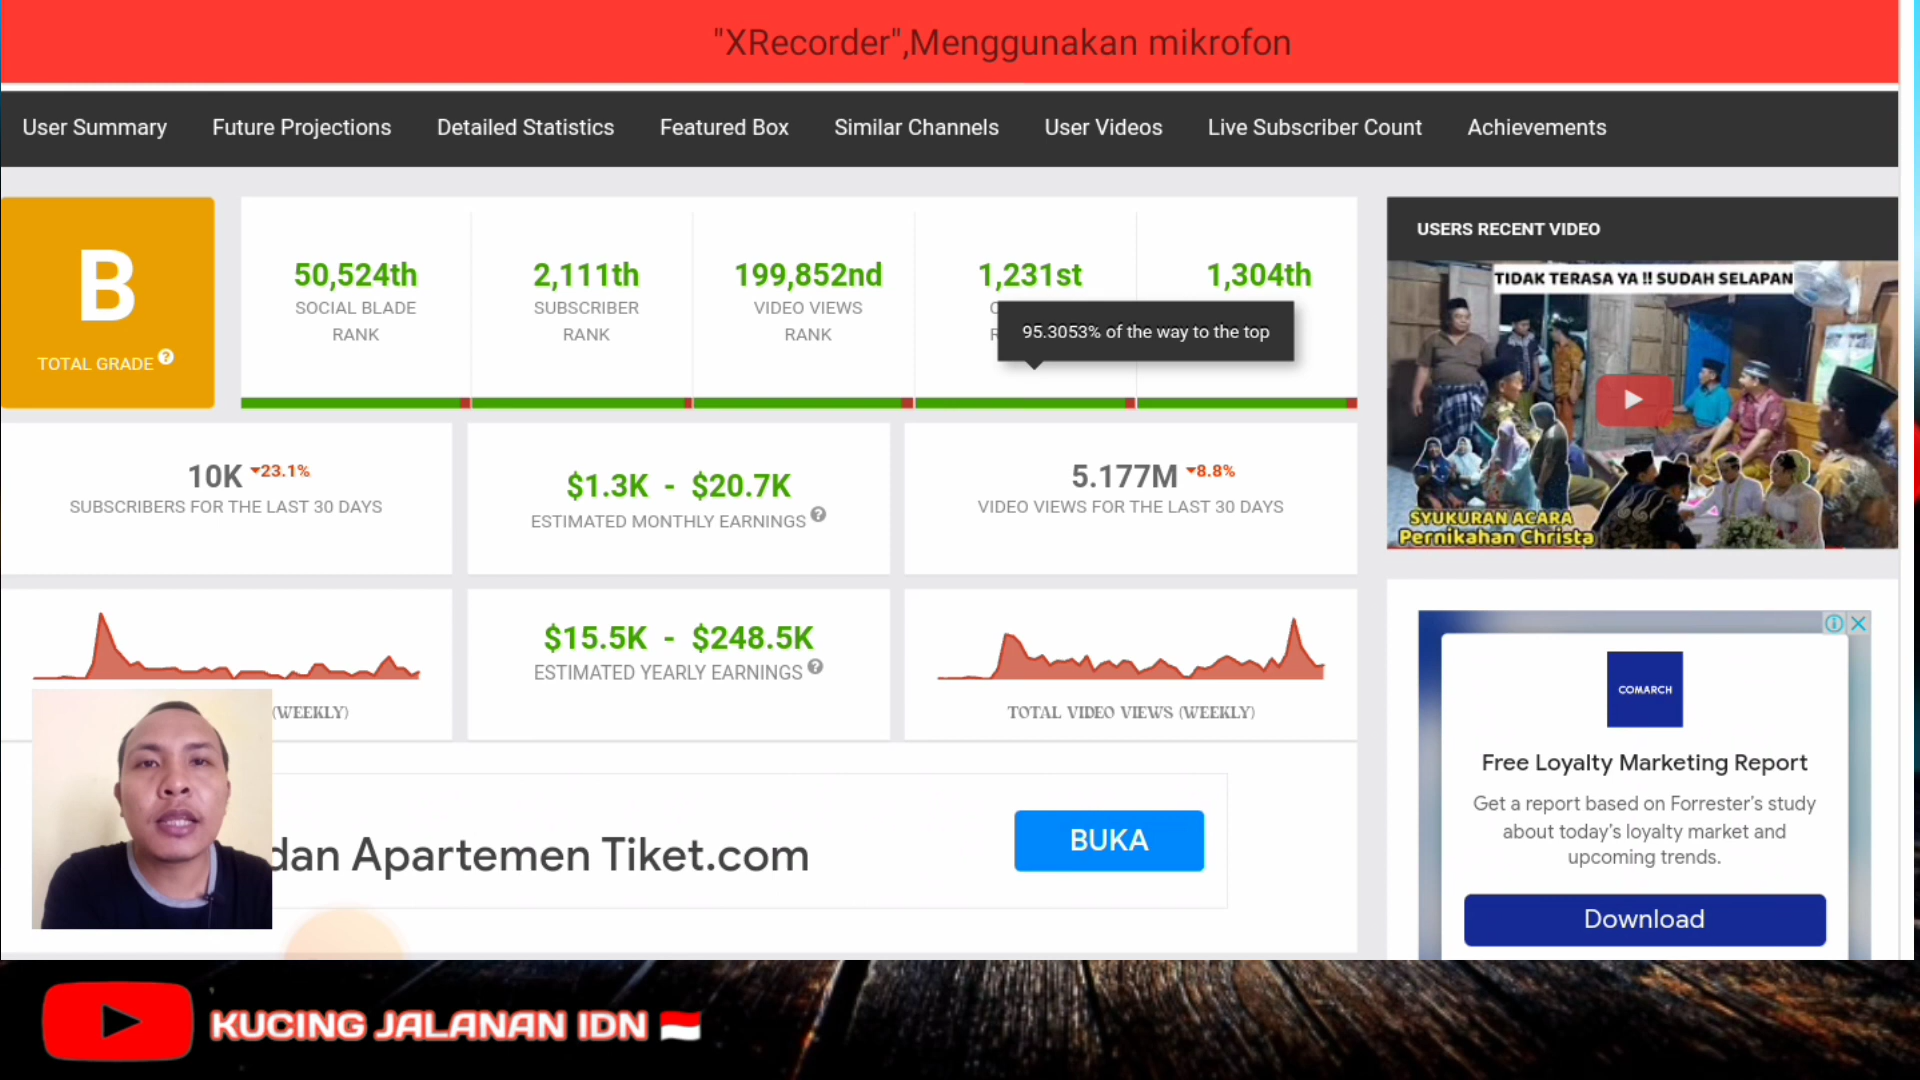 "XRecorder",Menggunakan mikrofon
User Summary Future Projections Detailed Statistics Featured Box Similar Channels User Videos Live Subscriber Count Achievements
B
TOTAL GRADE ?
50,524th
SOCIAL BLADE
RANK
2,111th
SUBSCRIBER
RANK
199,852nd
VIDEO VIEWS
RANK
1,231st
95.3053% of the way to the top
1,304th
10K 23.1%
SUBSCRIBERS FOR THE LAST 30 DAYS
$1.3K - $20.7K
ESTIMATED MONTHLY EARNINGS ?
5.177M 8.8%
VIDEO VIEWS FOR THE LAST 30 DAYS
(WEEKLY)
$15.5K - $248.5K
ESTIMATED YEARLY EARNINGS ?
TOTAL VIDEO VIEWS (WEEKLY)
dan Apartemen Tiket.com
BUKA
USERS RECENT VIDEO
TIDAK TERASA YA !! SUDAH SELAPAN
SYUKURAN ACARA
Pernikahan Christa
COMARCH
Free Loyalty Marketing Report
Get a report based on Forrester's study
about today's loyalty market and
upcoming trends.
Download
KUCING JALANAN IDN